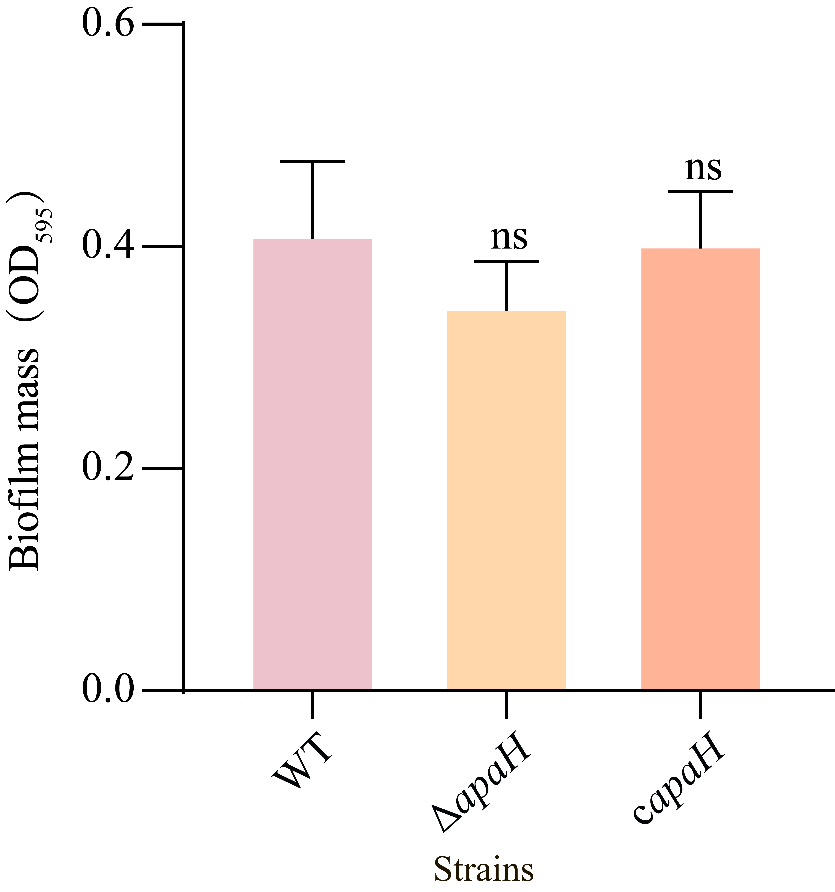 0.6
0.4
0.2
0.0
Biofilm mass（OD595）
ns
ns
WT
ΔapaH
capaH
Strains